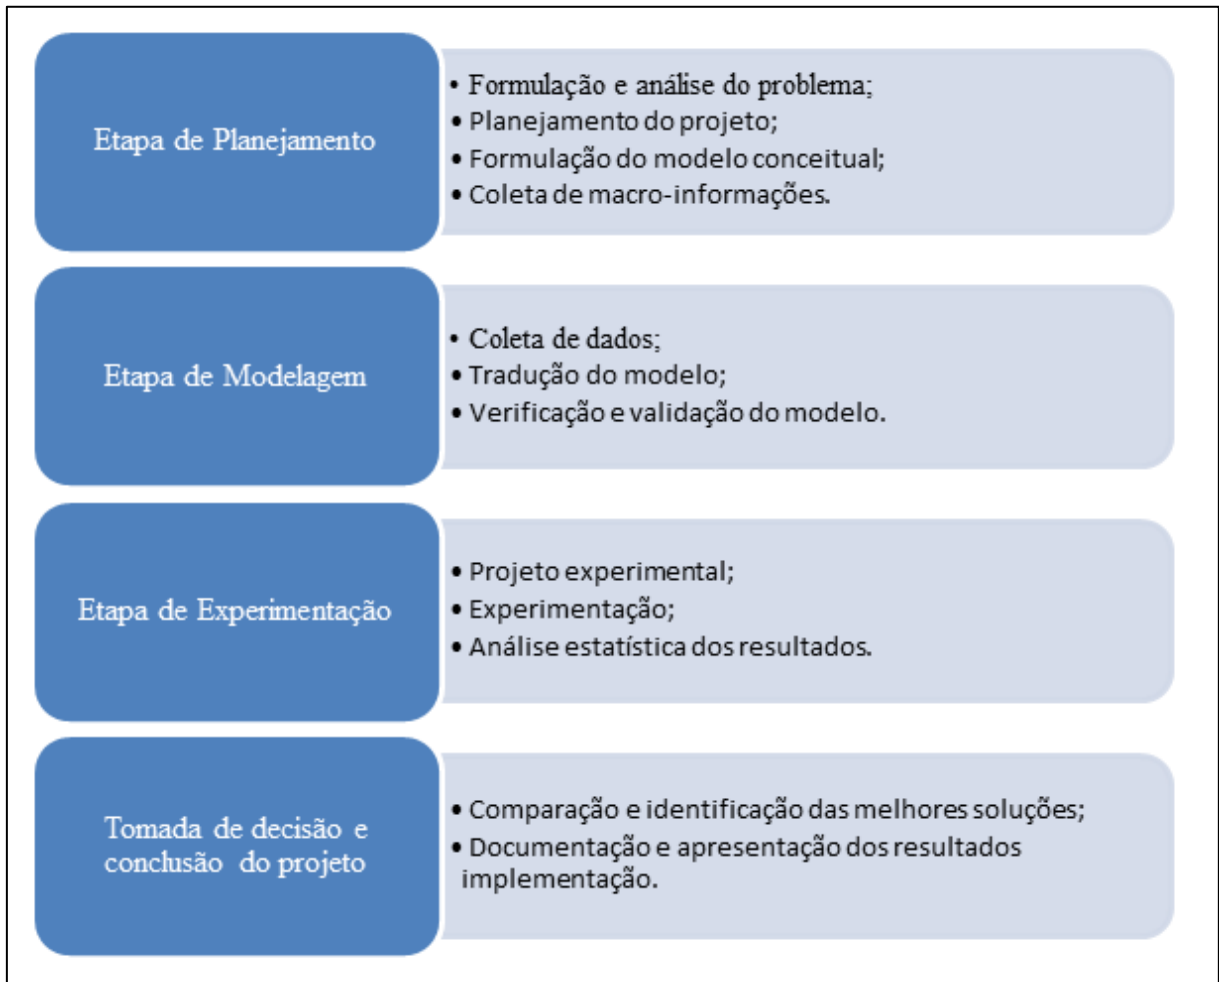 Etapa de Planejamento
• Formulação e análise do problema;
• Planejamento do projeto;
• Formulação do modelo conceitual;
• Coleta de macro-informações.
Etapa de Modelagem
• Coleta de dados;
• Tradução do modelo;
• Verificação e validação do modelo.
Etapa de Experimentação
• Projeto experimental;
• Experimentação;
• Análise estatística dos resultados.
Tomada de decisão e
conclusão do projeto
• Comparação e identificação das melhores soluções;
• Documentação e apresentação dos resultados
implementação.